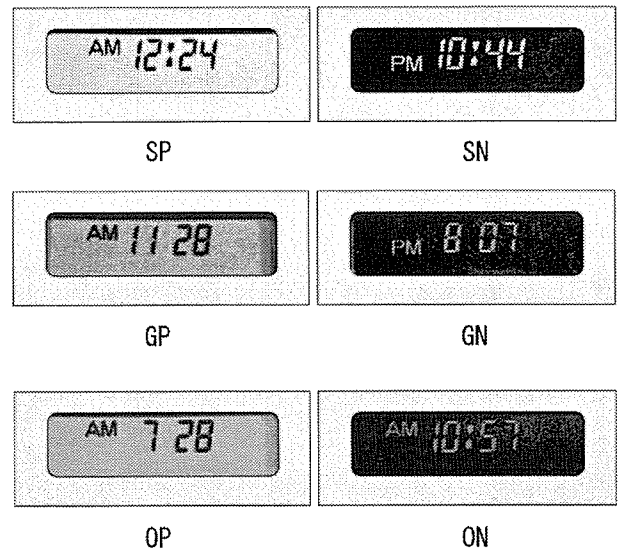 AM 12:24
PM 10:44
SP
SN
AM 11 28
PM 8 07
GP
GN
AM 7 28
AM 10:57
OP
ON